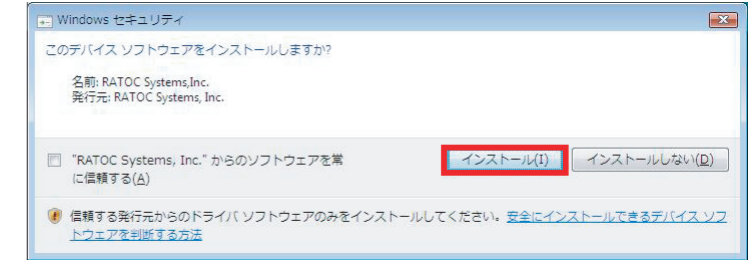 Windows セキュリティ
このデバイス ソフトウェアをインストールしますか?
名前: RATOC Systems,Inc.
発行元: RATOC Systems, Inc.
"RATOC Systems, Inc." からのソフトウェアを常
に信頼する(A)
インストール(I)
インストールしない(D)
信頼する発行元からのドライバ ソフトウェアのみをインストールしてください。安全にインストールできるデバイス ソフ
トウェアを判断する方法